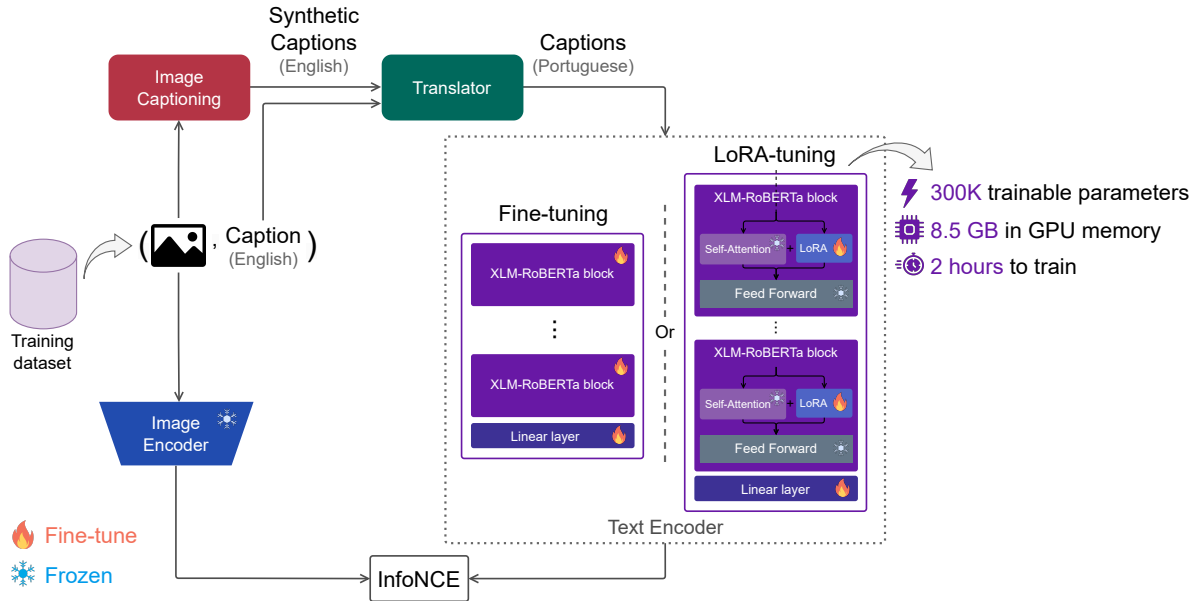 Synthetic
Captions
(English)
Captions
(Portuguese)
Image
Captioning
Translator
LoRA-tuning
XLM-RoBERTa block
Self-Attention
+
LoRA
Feed Forward
⋮
XLM-RoBERTa block
Self-Attention
+
LoRA
Feed Forward
Linear layer
300K trainable parameters
8.5 GB in GPU memory
2 hours to train
Fine-tuning
XLM-RoBERTa block
⋮
XLM-RoBERTa block
Linear layer
Or
Text Encoder
( , Caption )
(English)
Training
dataset
Image
Encoder
Fine-tune
Frozen
InfoNCE